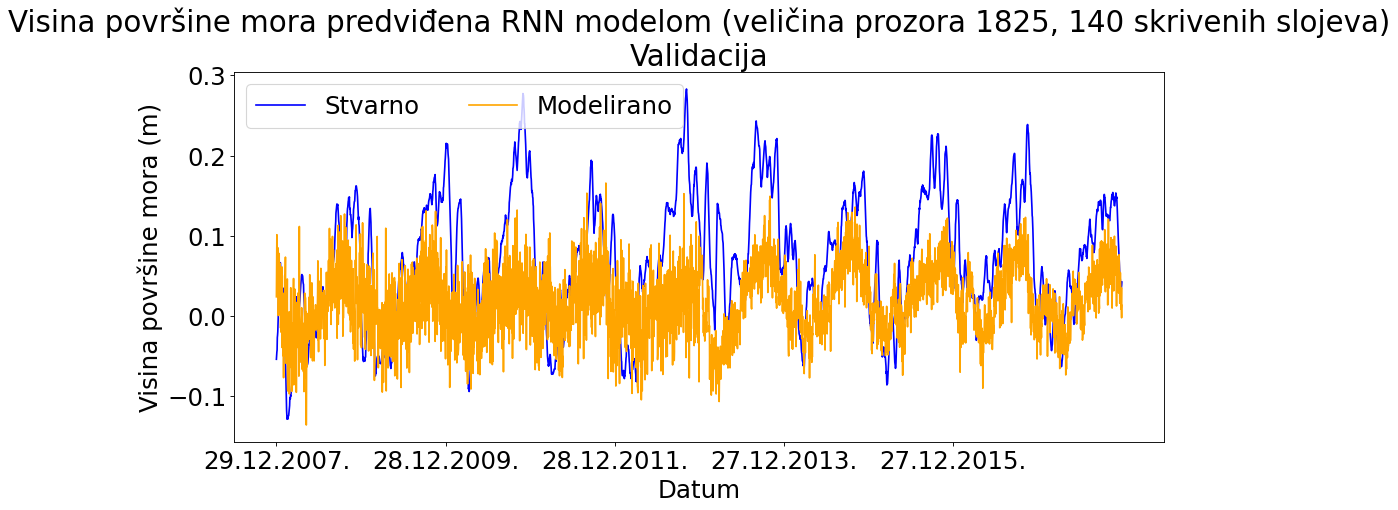 Visina površine mora predviđena RNN modelom (veličina prozora 1825, 140 skrivenih slojeva)
Validacija
Stvarno Modelirano
Visina površine mora (m)
0.3
0.2
0.1
0.0
−0.1
29.12.2007. 28.12.2009. 28.12.2011. 27.12.2013. 27.12.2015.
Datum